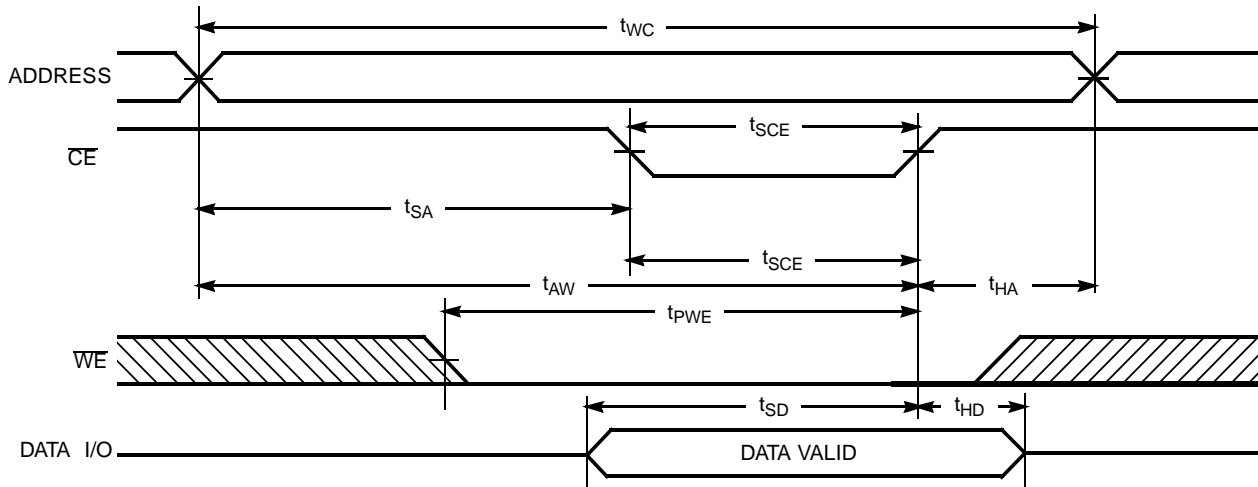 tWC
ADDRESS
tSCE
CE
tSA
tSCE
tAW
tHA
tPWE
WE
tSD
tHD
DATA I/O
DATA VALID